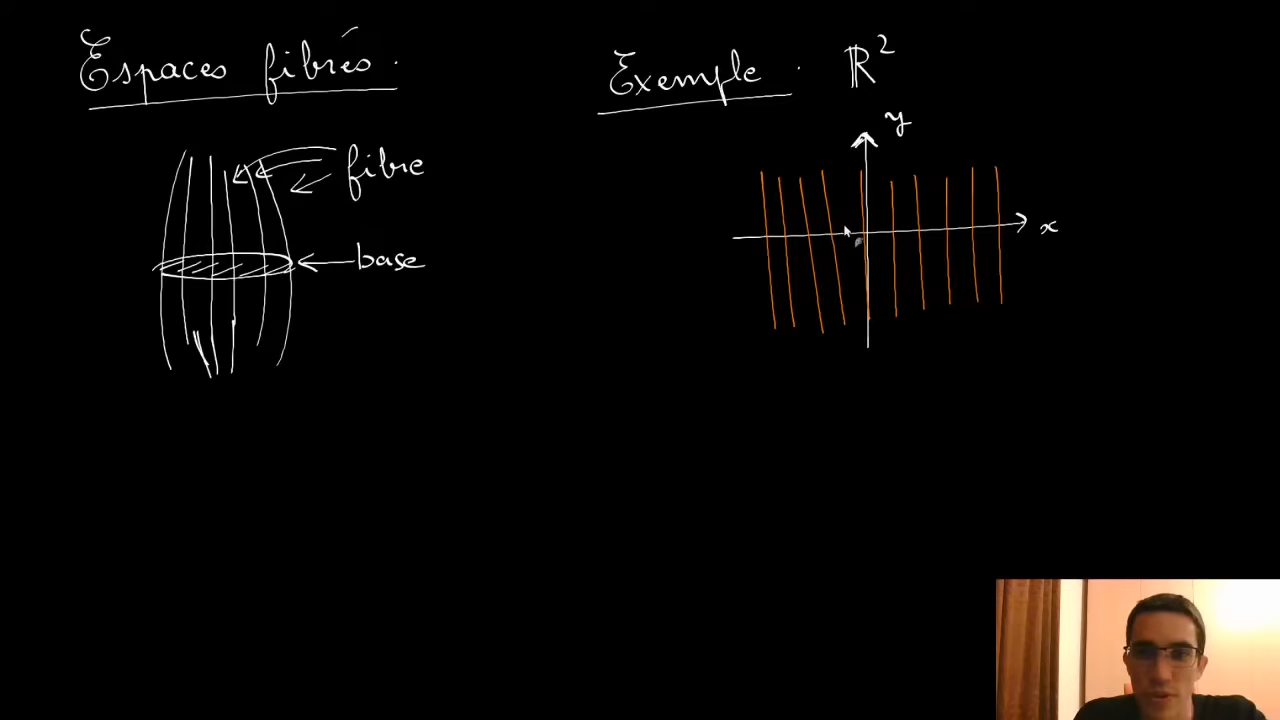 Espaces fibrés.
fibre
base
Exemple. ℝ²
y
x